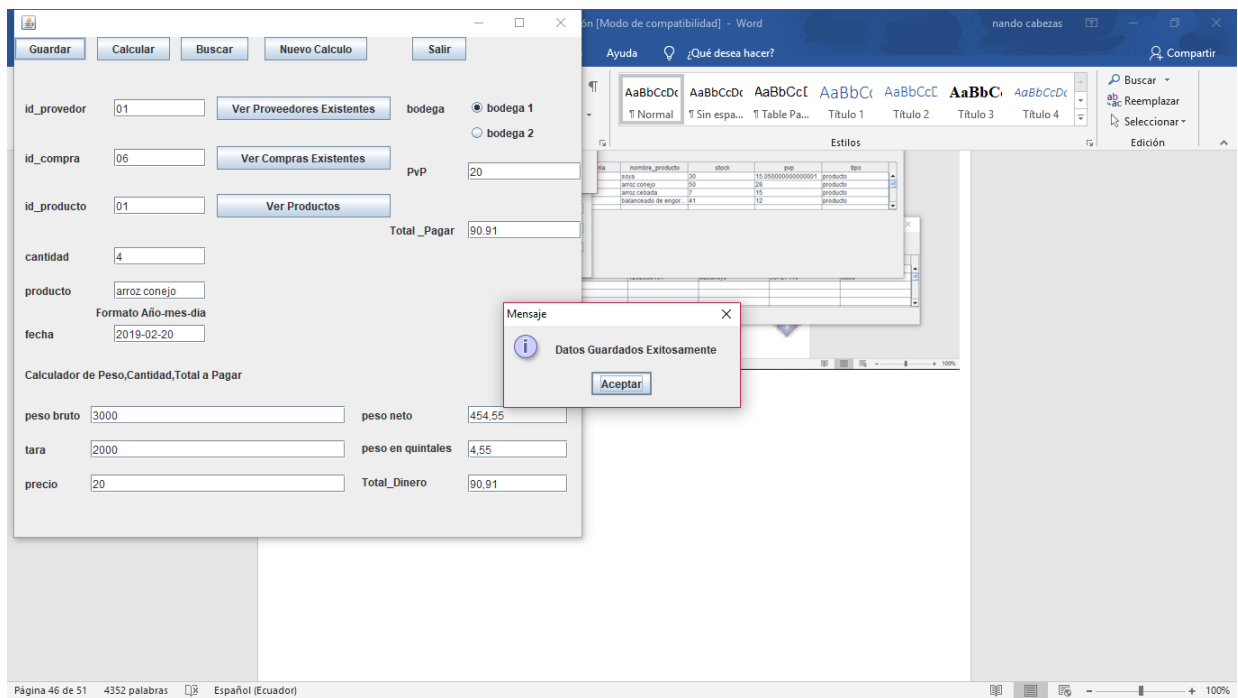 ón [Modo de compatibilidad] - Word
nando cabezas
Guardar Calcular Buscar Nuevo Calculo Salir
Ayuda ¿Qué desea hacer? Compartir
id_provedor 01 Ver Proveedores Existentes bodega bodega 1
bodega 2
id_compra 06 Ver Compras Existentes
PvP 20
id_producto 01 Ver Productos
Total _Pagar 90.91
cantidad 4
producto arroz conejo
Formato Año-mes-dia
fecha 2019-02-20
Calculador de Peso,Cantidad,Total a Pagar
peso bruto 3000 peso neto 454,55
tara 2000 peso en quintales 4,55
precio 20 Total_Dinero 90,91
AaBbCcDc AaBbCcDc AaBbCcE AaBbC( AaBbCcE AaBbC( AaBbCcDc
¶ Normal ¶ Sin espa... ¶ Table Pa... Título 1 Título 2 Título 3 Título 4
Estilos
Buscar
Reemplazar
Seleccionar
Edición
nombre_producto stock pvp tipo
soya 30 15.050000000000001 producto
arroz conejo 50 28 producto
arroz cebada 7 15 producto
balanceado de engor... 41 12 producto
Mensaje
Datos Guardados Exitosamente
Aceptar
100%
Página 46 de 51 4352 palabras Español (Ecuador) 100%